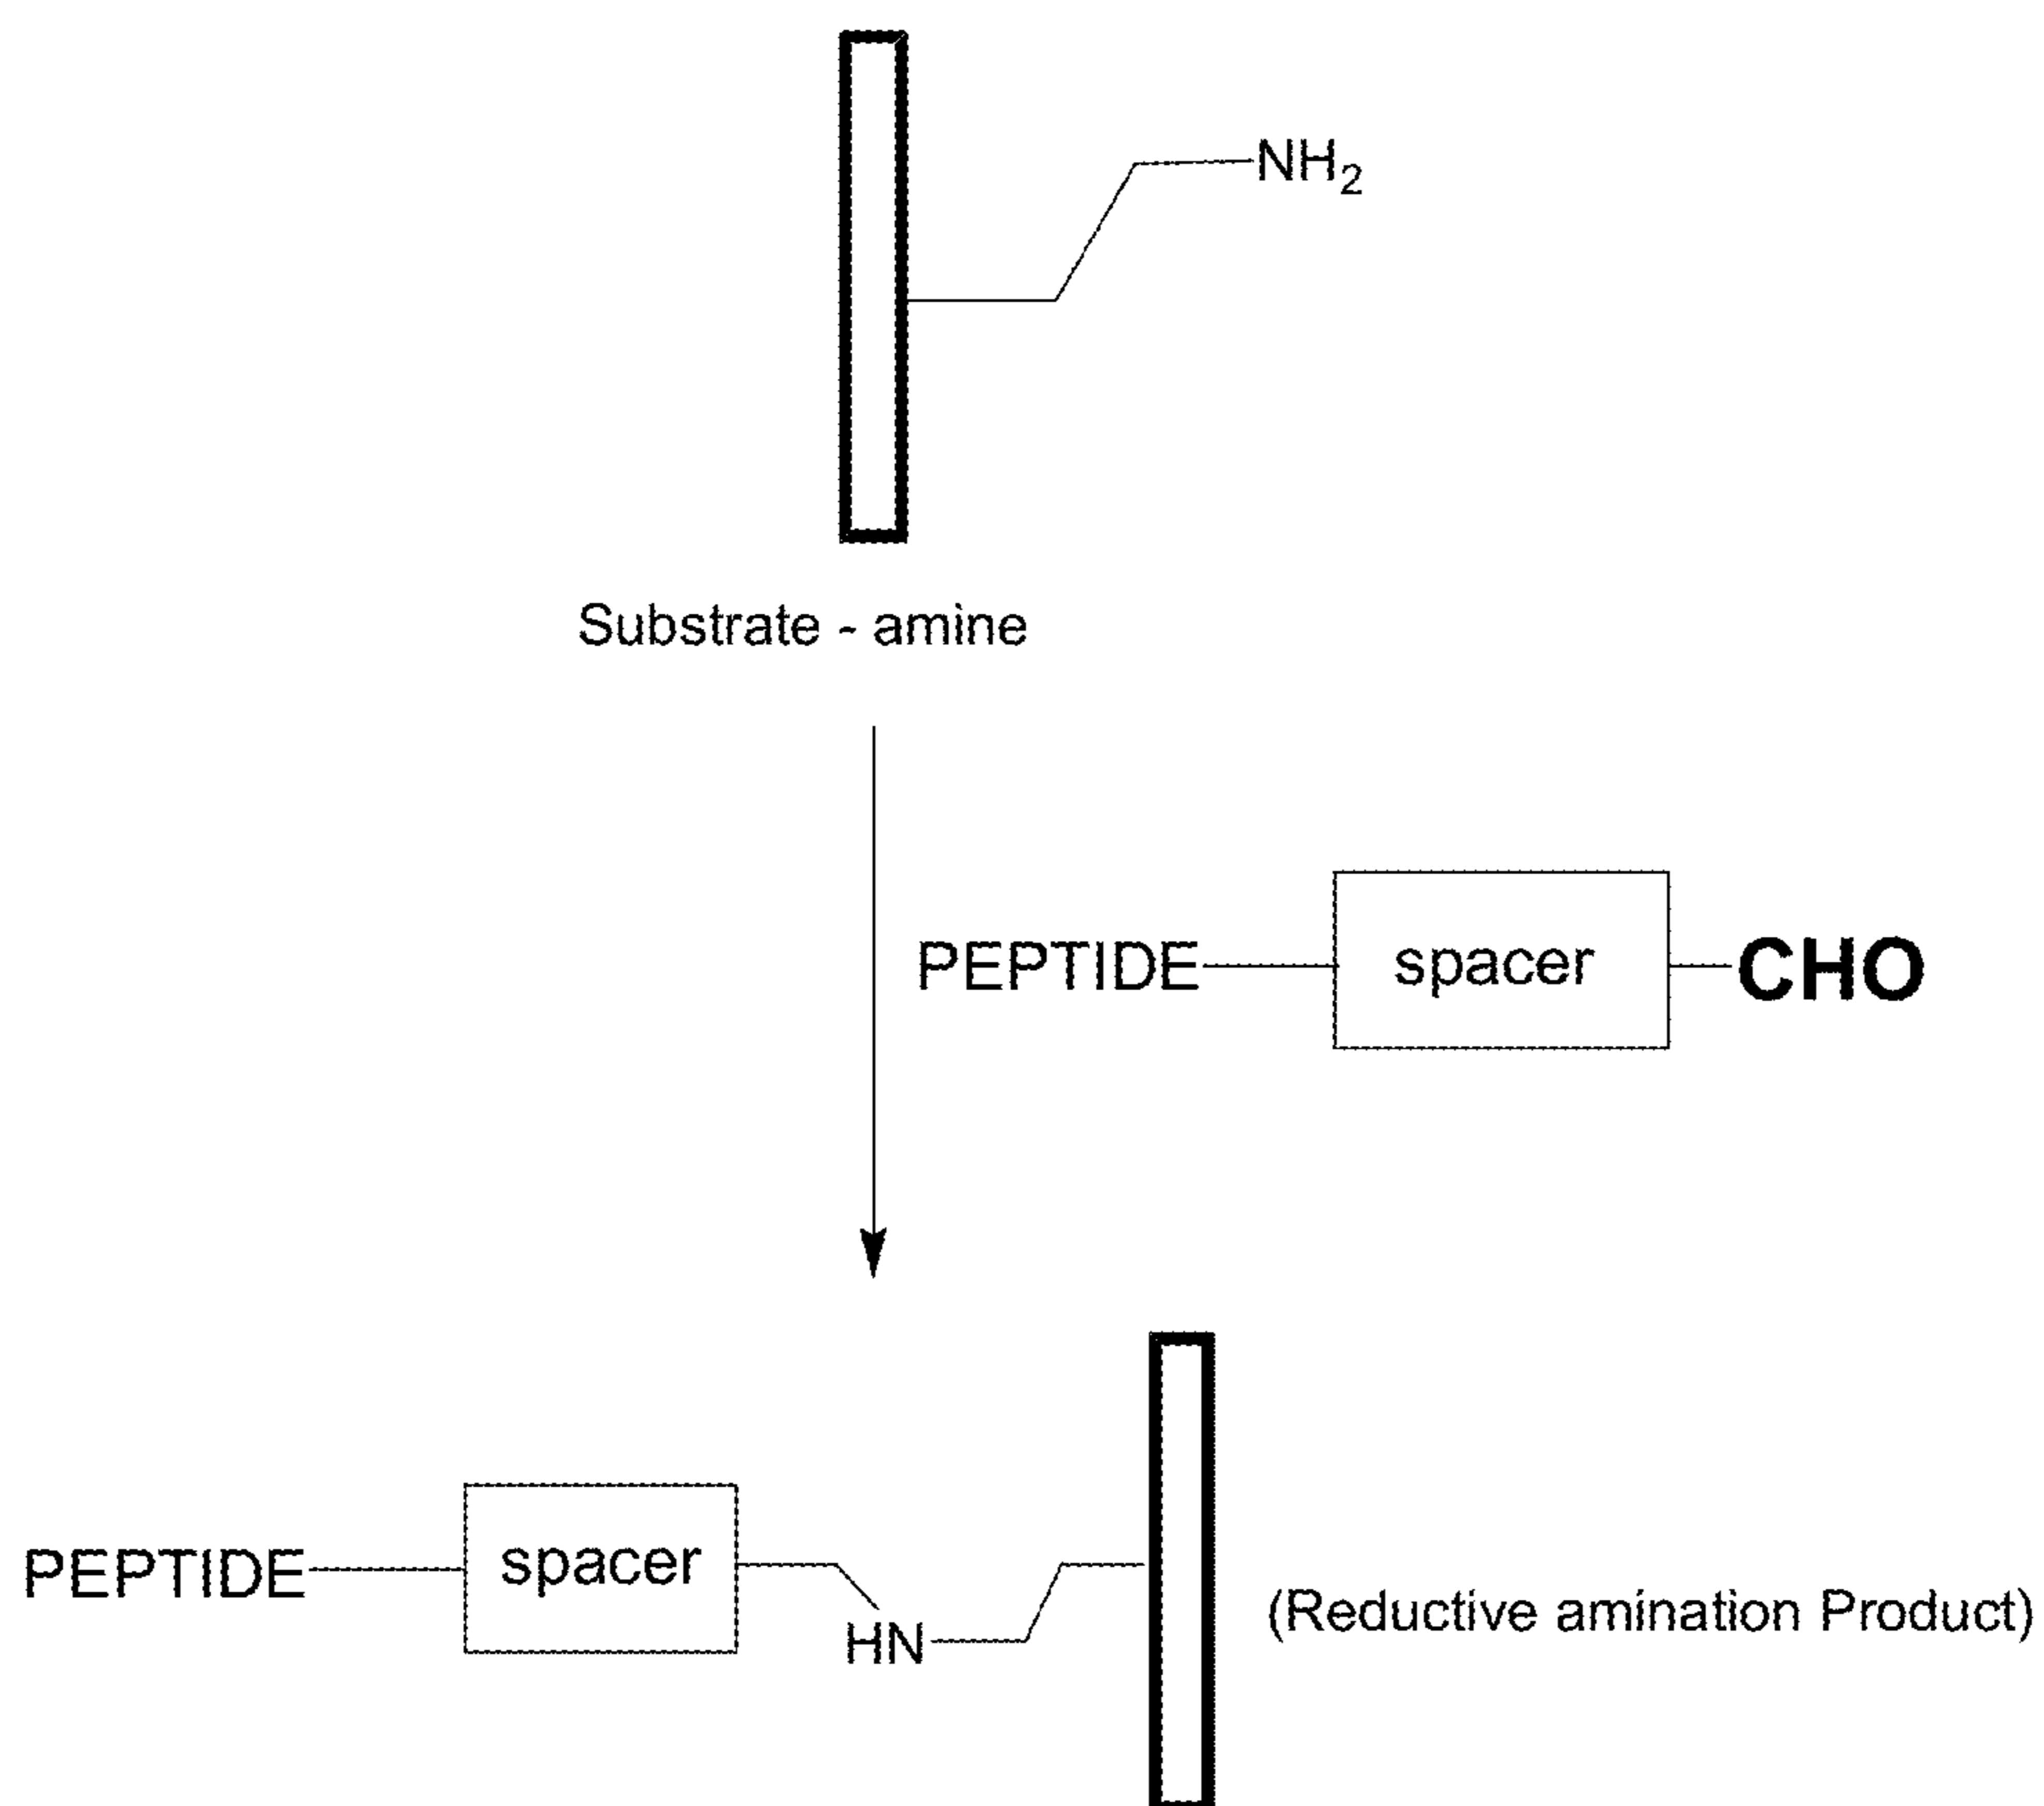 NH2
Substrate - amine
PEPTIDE spacer CHO
PEPTIDE spacer HN (Reductive amination Product)